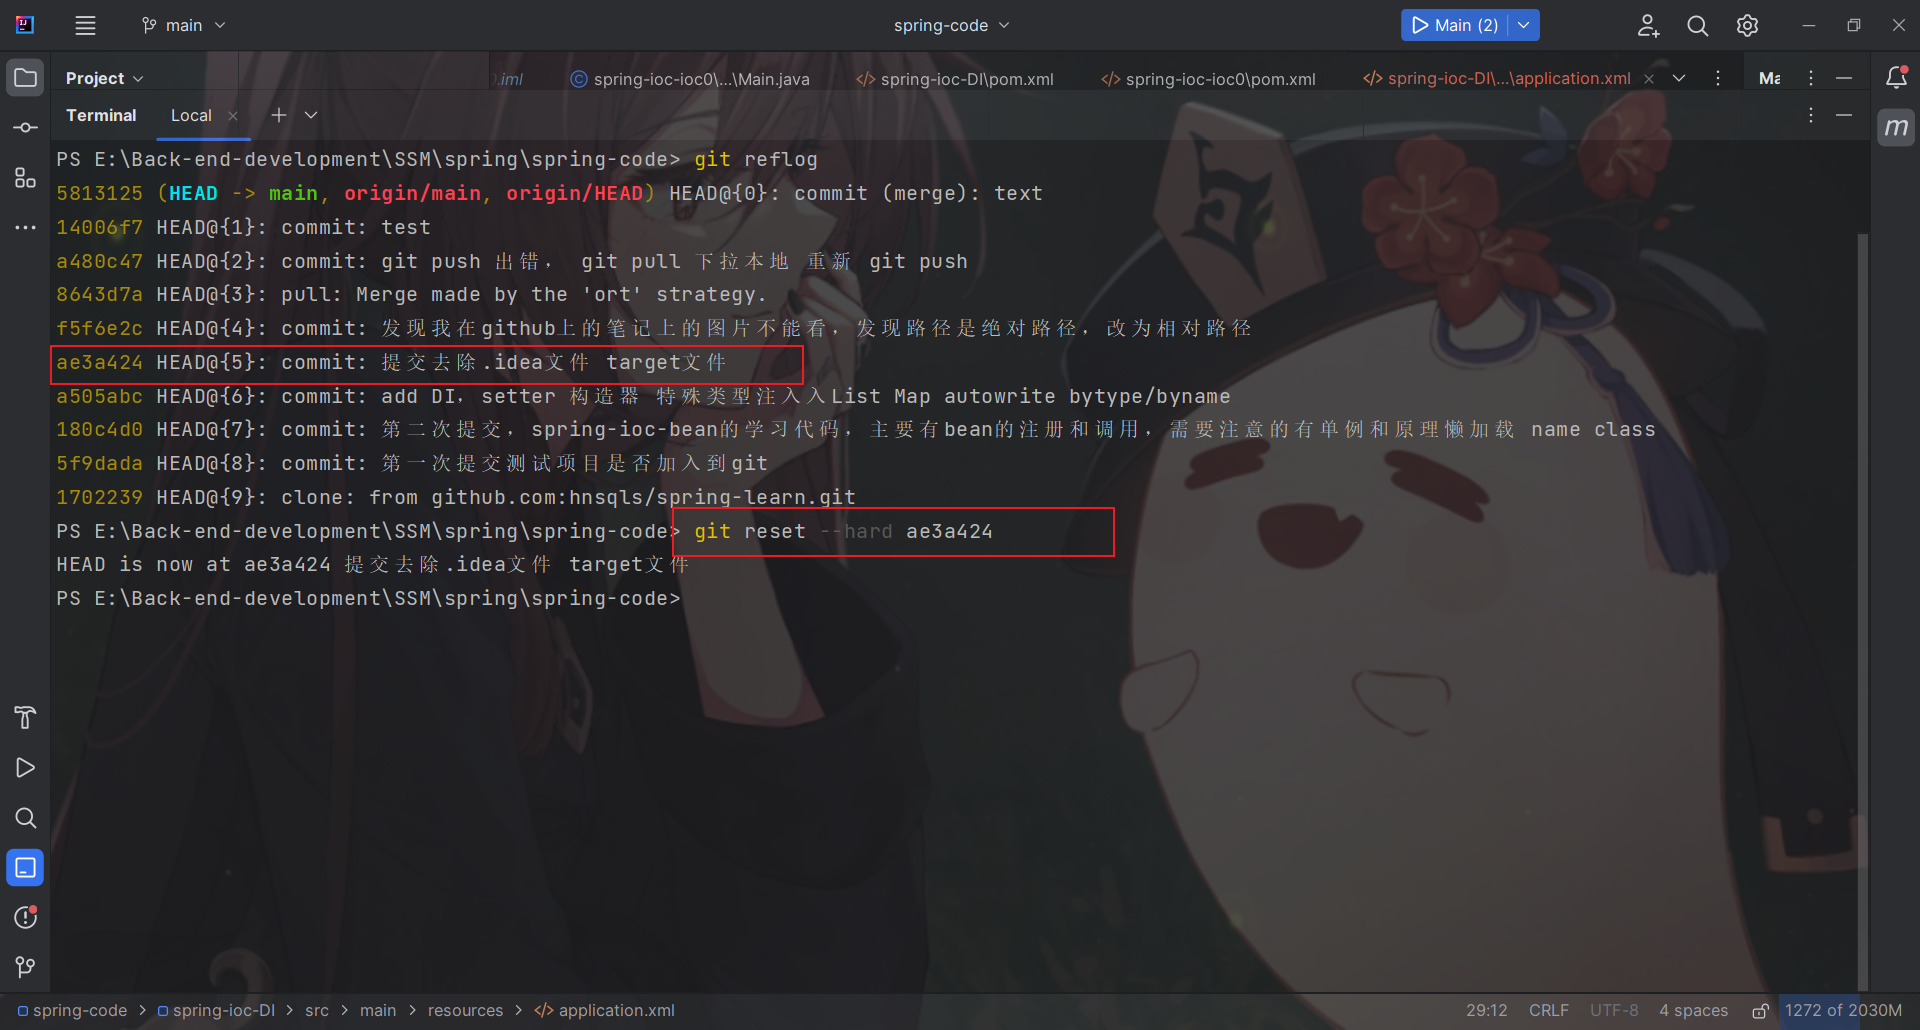 main
spring-code
Main (2)
Project
.iml
spring-ioc-ioc0\...\Main.java
spring-ioc-DI\pom.xml
spring-ioc-ioc0\pom.xml
spring-ioc-DI\...\application.xml
Ma
Terminal
Local
m
PS E:\Back-end-development\SSM\spring\spring-code> git reflog
5813125 (HEAD -> main, origin/main, origin/HEAD) HEAD@{0}: commit (merge): text
14006f7 HEAD@{1}: commit: test
a480c47 HEAD@{2}: commit: git push 出错， git pull 下拉本地 重新 git push
8643d7a HEAD@{3}: pull: Merge made by the 'ort' strategy.
f5f6e2c HEAD@{4}: commit: 发现我在github上的笔记上的图片不能看，发现路径是绝对路径，改为相对路径
ae3a424 HEAD@{5}: commit: 提交去除.idea文件 target文件
a505abc HEAD@{6}: commit: add DI，setter 构造器 特殊类型注入入List Map autowrite bytype/byname
180c4d0 HEAD@{7}: commit: 第二次提交，spring-ioc-bean的学习代码，主要有bean的注册和调用，需要注意的有单例和原理懒加载 name class
5f9dada HEAD@{8}: commit: 第一次提交测试项目是否加入到git
1702239 HEAD@{9}: clone: from github.com:hnsqls/spring-learn.git
PS E:\Back-end-development\SSM\spring\spring-code> git reset --hard ae3a424
HEAD is now at ae3a424 提交去除.idea文件 target文件
PS E:\Back-end-development\SSM\spring\spring-code>
spring-code > spring-ioc-DI > src > main > resources > application.xml
29:12 CRLF UTF-8 4 spaces 1272 of 2030M